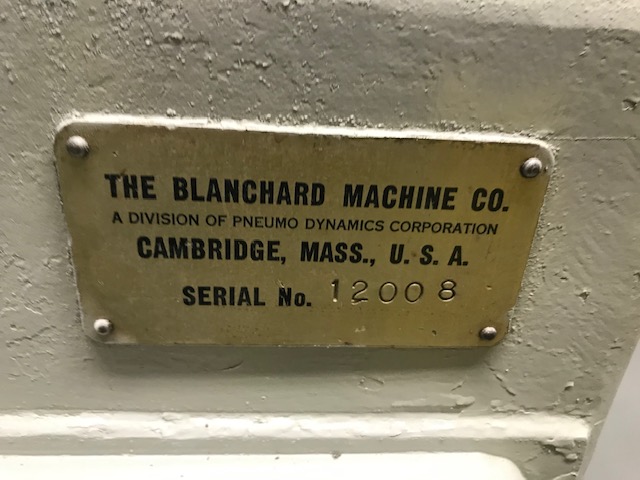 THE BLANCHARD MACHINE CO.
A DIVISION OF PNEUMO DYNAMICS CORPORATION
CAMBRIDGE, MASS., U. S. A.
SERIAL No. 12008